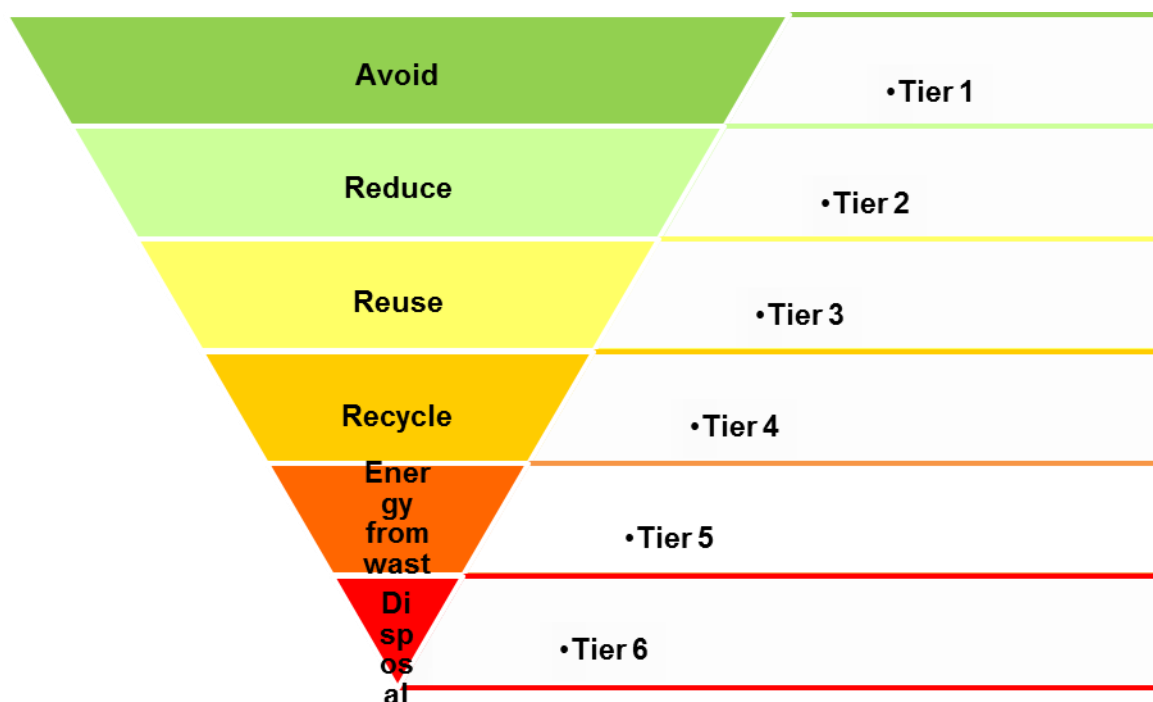 Avoid
•Tier 1
Reduce
•Tier 2
Reuse
•Tier 3
Recycle
•Tier 4
Ener
gy
from
wast
•Tier 5
Di
sp
os
al
•Tier 6